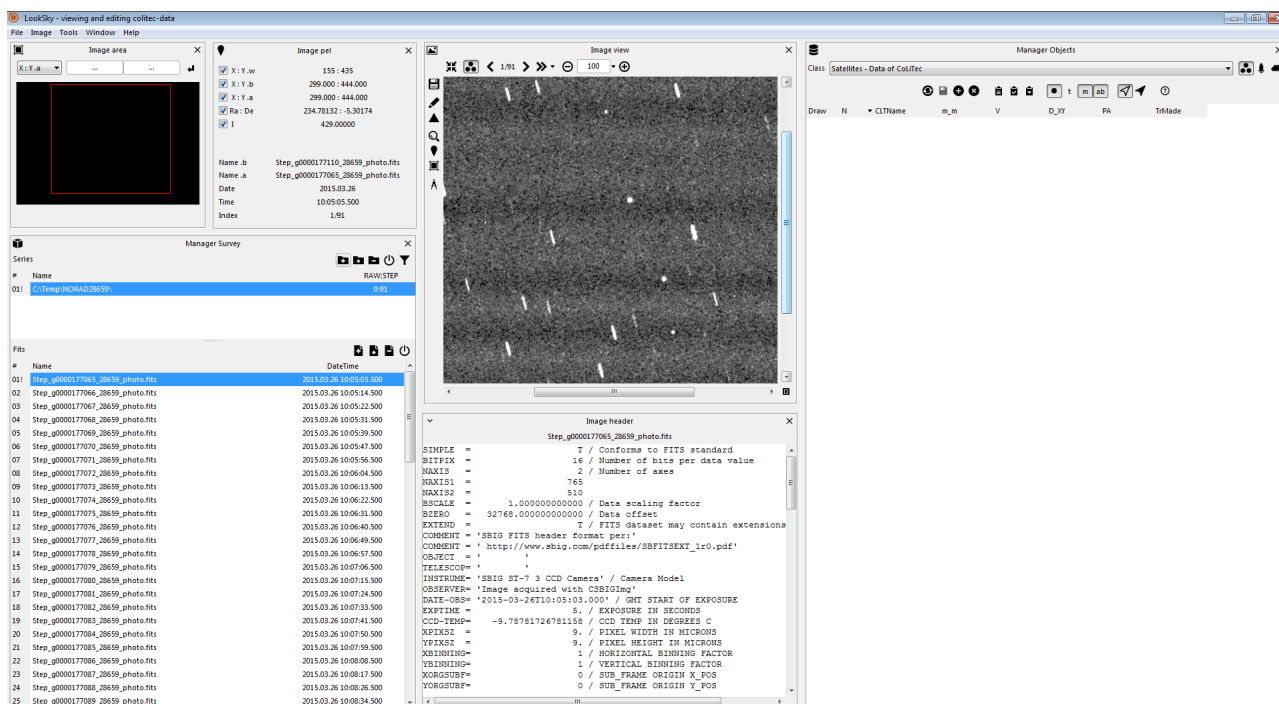 LookSky - viewing and editing colitec-data
File Image Tools Window Help
Image area
X : Y .a ... ...
Image pel
X : Y .w 155 : 435
X : Y .b 299.000 : 444.000
X : Y .a 299.000 : 444.000
Ra : De 234.78132 : -5.30174
I 429.00000
Name .b Step_g0000177110_28659_photo.fits
Name .a Step_g0000177065_28659_photo.fits
Date 2015.03.26
Time 10:05:05.500
Index 1/91
Manager Survey
Series
# Name RAW:STEP
01! C:\Temp\NORAD28659\ 0:91
Fits
# Name DateTime
01! Step_g0000177065_28659_photo.fits 2015.03.26 10:05:05.500
02 Step_g0000177066_28659_photo.fits 2015.03.26 10:05:14.500
03 Step_g0000177067_28659_photo.fits 2015.03.26 10:05:22.500
04 Step_g0000177068_28659_photo.fits 2015.03.26 10:05:31.500
05 Step_g0000177069_28659_photo.fits 2015.03.26 10:05:39.500
06 Step_g0000177070_28659_photo.fits 2015.03.26 10:05:47.500
07 Step_g0000177071_28659_photo.fits 2015.03.26 10:05:56.500
08 Step_g0000177072_28659_photo.fits 2015.03.26 10:06:04.500
09 Step_g0000177073_28659_photo.fits 2015.03.26 10:06:13.500
10 Step_g0000177074_28659_photo.fits 2015.03.26 10:06:22.500
11 Step_g0000177075_28659_photo.fits 2015.03.26 10:06:31.500
12 Step_g0000177076_28659_photo.fits 2015.03.26 10:06:40.500
13 Step_g0000177077_28659_photo.fits 2015.03.26 10:06:49.500
14 Step_g0000177078_28659_photo.fits 2015.03.26 10:06:57.500
15 Step_g0000177079_28659_photo.fits 2015.03.26 10:07:06.500
16 Step_g0000177080_28659_photo.fits 2015.03.26 10:07:15.500
17 Step_g0000177081_28659_photo.fits 2015.03.26 10:07:24.500
18 Step_g0000177082_28659_photo.fits 2015.03.26 10:07:33.500
19 Step_g0000177083_28659_photo.fits 2015.03.26 10:07:41.500
20 Step_g0000177084_28659_photo.fits 2015.03.26 10:07:50.500
21 Step_g0000177085_28659_photo.fits 2015.03.26 10:07:59.500
22 Step_g0000177086_28659_photo.fits 2015.03.26 10:08:08.500
23 Step_g0000177087_28659_photo.fits 2015.03.26 10:08:17.500
24 Step_g0000177088_28659_photo.fits 2015.03.26 10:08:26.500
25 Step_g0000177089_28659_photo.fits 2015.03.26 10:08:34.500
Image view
1/91 100
Image header
Step_g0000177065_28659_photo.fits
SIMPLE = T / Conforms to FITS standard
BITPIX = 16 / Number of bits per data value
NAXIS = 2 / Number of axes
NAXIS1 = 765
NAXIS2 = 510
BSCALE = 1.000000000000 / Data scaling factor
BZERO = 32768.000000000000 / Data offset
EXTEND = T / FITS dataset may contain extensions
COMMENT = 'SBIG FITS header format per:'
COMMENT = ' http://www.sbig.com/pdffiles/SBFITSEXT_1r0.pdf'
OBJECT = ' '
TELESCOP= ' '
INSTRUME= 'SBIG ST-7 3 CCD Camera' / Camera Model
OBSERVER= 'Image acquired with CSBIGImg'
DATE-OBS= '2015-03-26T10:05:03.000' / GMT START OF EXPOSURE
EXPTIME = 5. / EXPOSURE IN SECONDS
CCD-TEMP= -9.78781726781158 / CCD TEMP IN DEGREES C
XPIXSZ = 9. / PIXEL WIDTH IN MICRONS
YPIXSZ = 9. / PIXEL HEIGHT IN MICRONS
XBINNING= 1 / HORIZONTAL BINNING FACTOR
YBINNING= 1 / VERTICAL BINNING FACTOR
XORGSUBF= 0 / SUB_FRAME ORIGIN X_POS
YORGSUBF= 0 / SUB_FRAME ORIGIN Y_POS
Manager Objects
Class Satellites - Data of CoLiTec
t m ab
Draw N CLTName m_m V D_XY PA TrMade